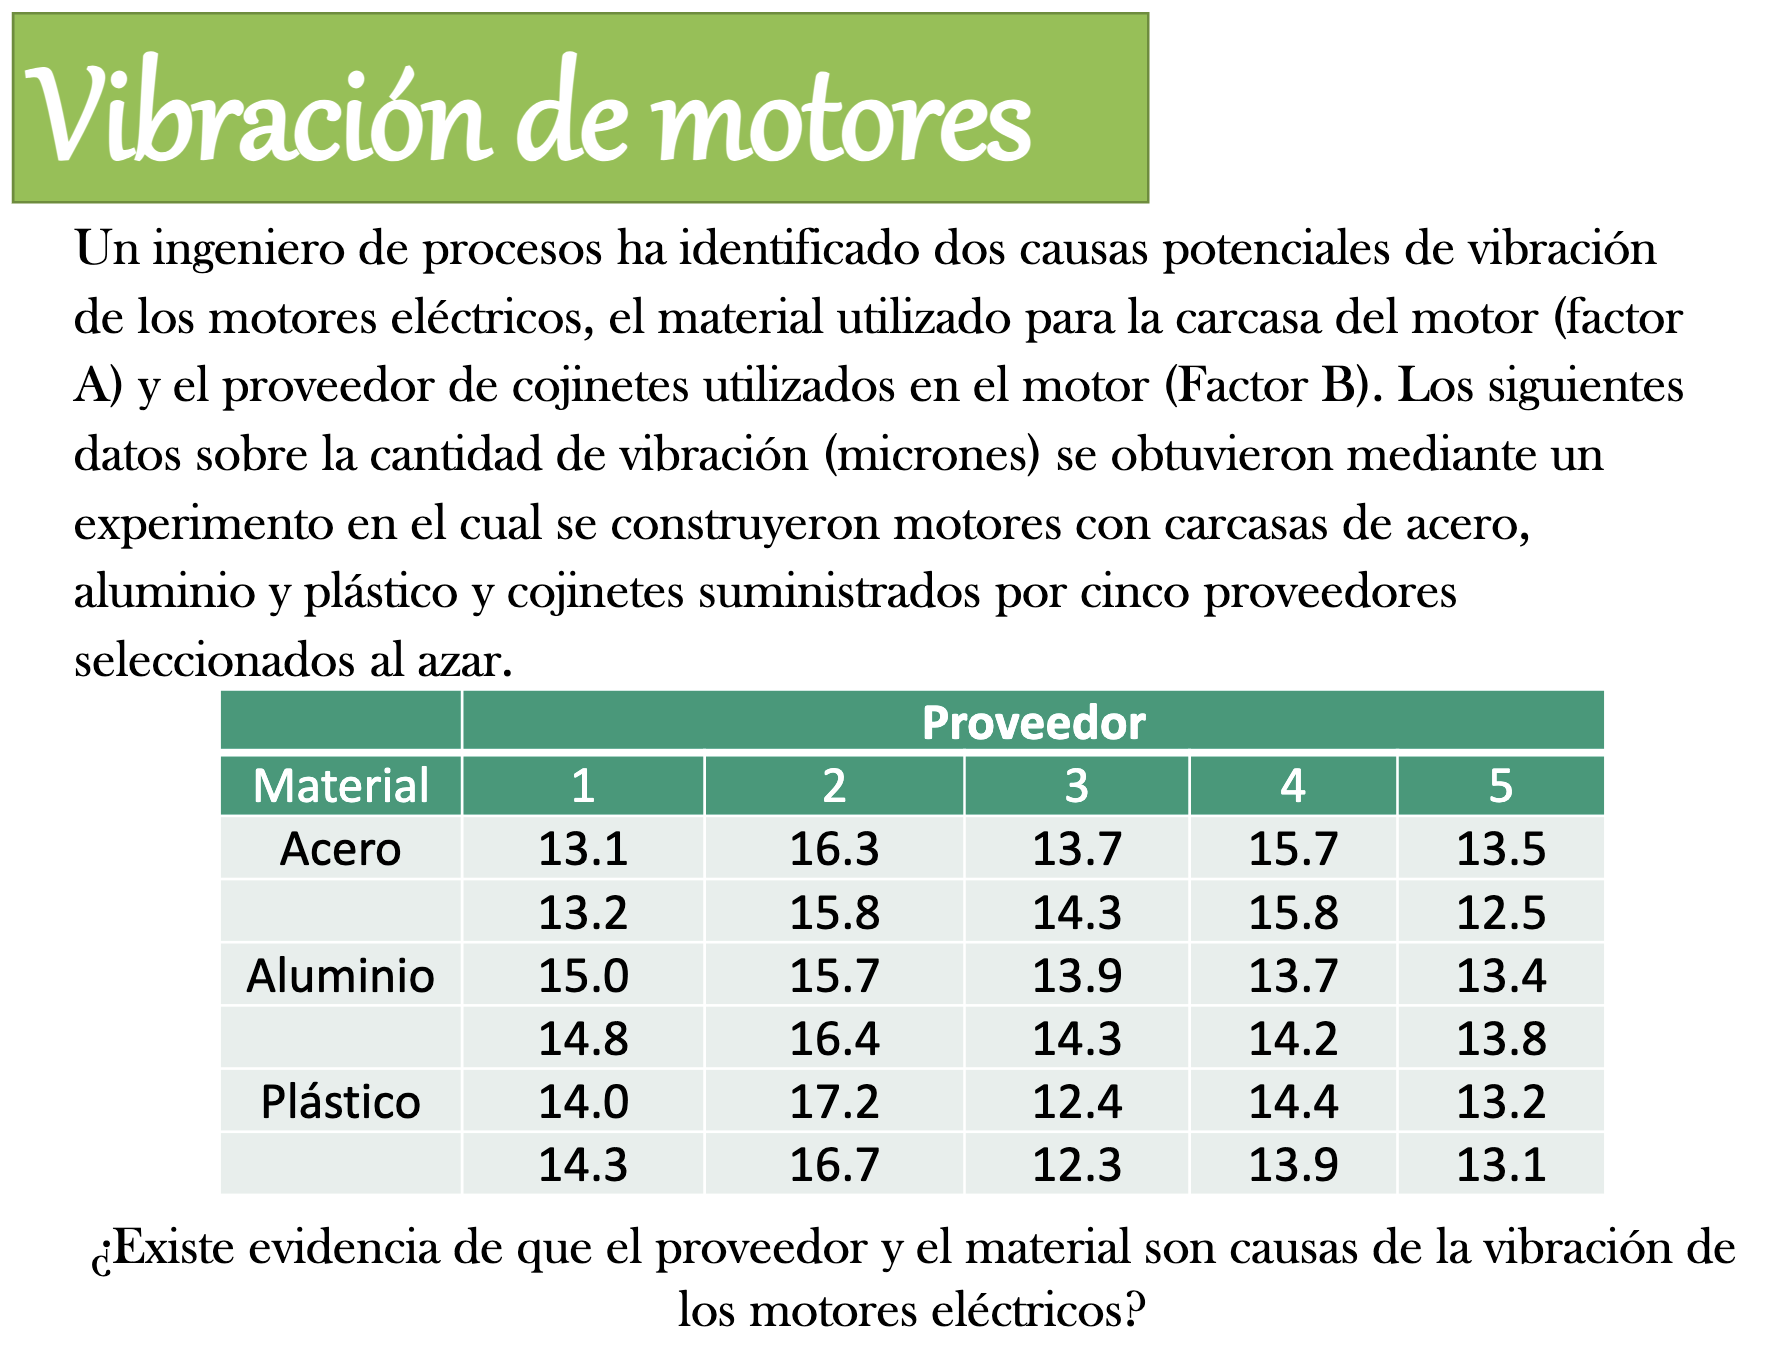 Vibración de motores
Un ingeniero de procesos ha identificado dos causas potenciales de vibración
de los motores eléctricos, el material utilizado para la carcasa del motor (factor
A) y el proveedor de cojinetes utilizados en el motor (Factor B). Los siguientes
datos sobre la cantidad de vibración (micrones) se obtuvieron mediante un
experimento en el cual se construyeron motores con carcasas de acero,
aluminio y plástico y cojinetes suministrados por cinco proveedores
seleccionados al azar.
Proveedor
Material 1 2 3 4 5
Acero 13.1 16.3 13.7 15.7 13.5
13.2 15.8 14.3 15.8 12.5
Aluminio 15.0 15.7 13.9 13.7 13.4
14.8 16.4 14.3 14.2 13.8
Plástico 14.0 17.2 12.4 14.4 13.2
14.3 16.7 12.3 13.9 13.1
¿Existe evidencia de que el proveedor y el material son causas de la vibración de
los motores eléctricos?